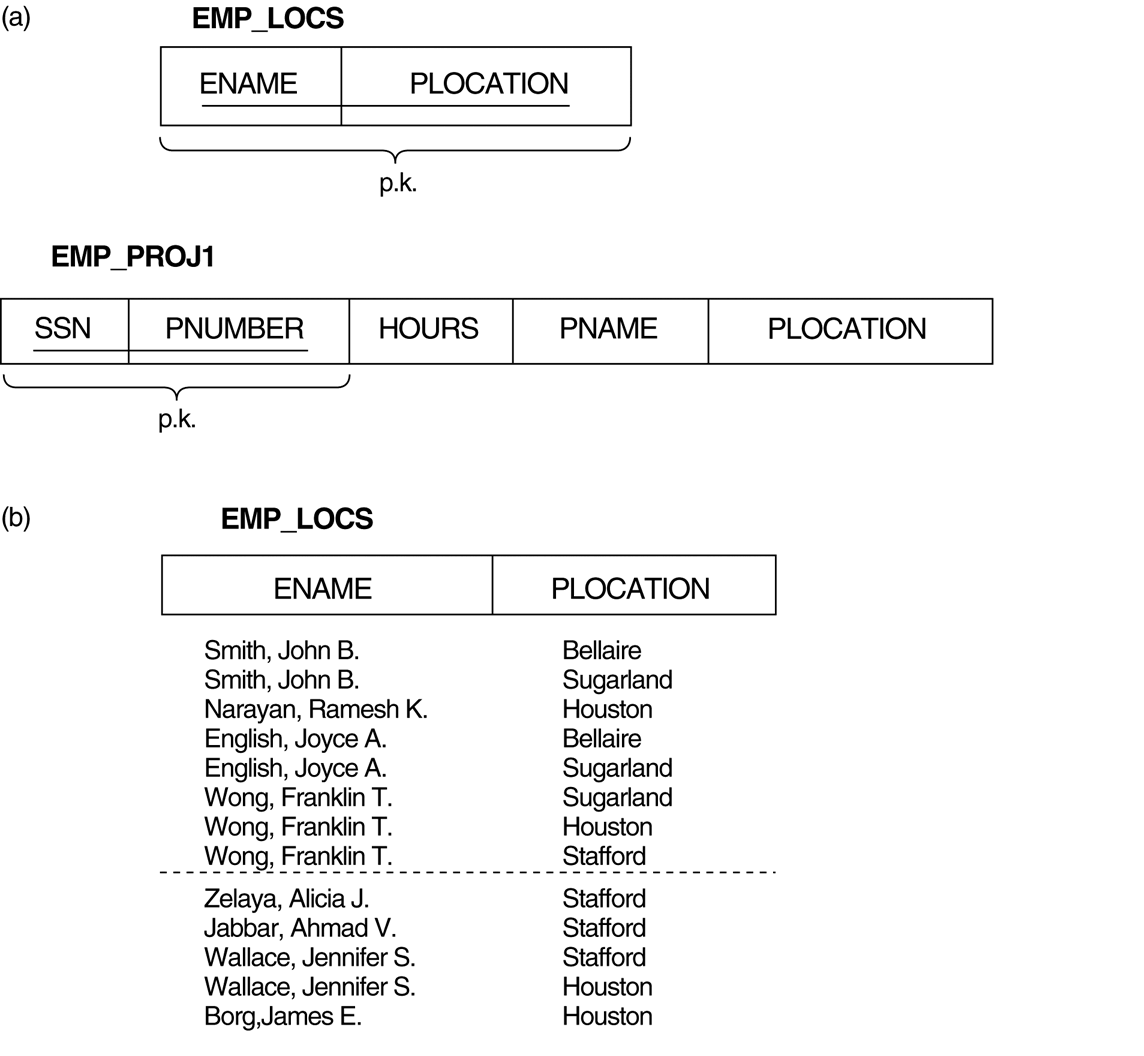 (a) EMP_LOCS
ENAME PLOCATION
p.k.
EMP_PROJ1
SSN PNUMBER HOURS PNAME PLOCATION
p.k.
(b) EMP_LOCS
ENAME PLOCATION
Smith, John B. Bellaire
Smith, John B. Sugarland
Narayan, Ramesh K. Houston
English, Joyce A. Bellaire
English, Joyce A. Sugarland
Wong, Franklin T. Sugarland
Wong, Franklin T. Houston
Wong, Franklin T. Stafford
Zelaya, Alicia J. Stafford
Jabbar, Ahmad V. Stafford
Wallace, Jennifer S. Stafford
Wallace, Jennifer S. Houston
Borg,James E. Houston